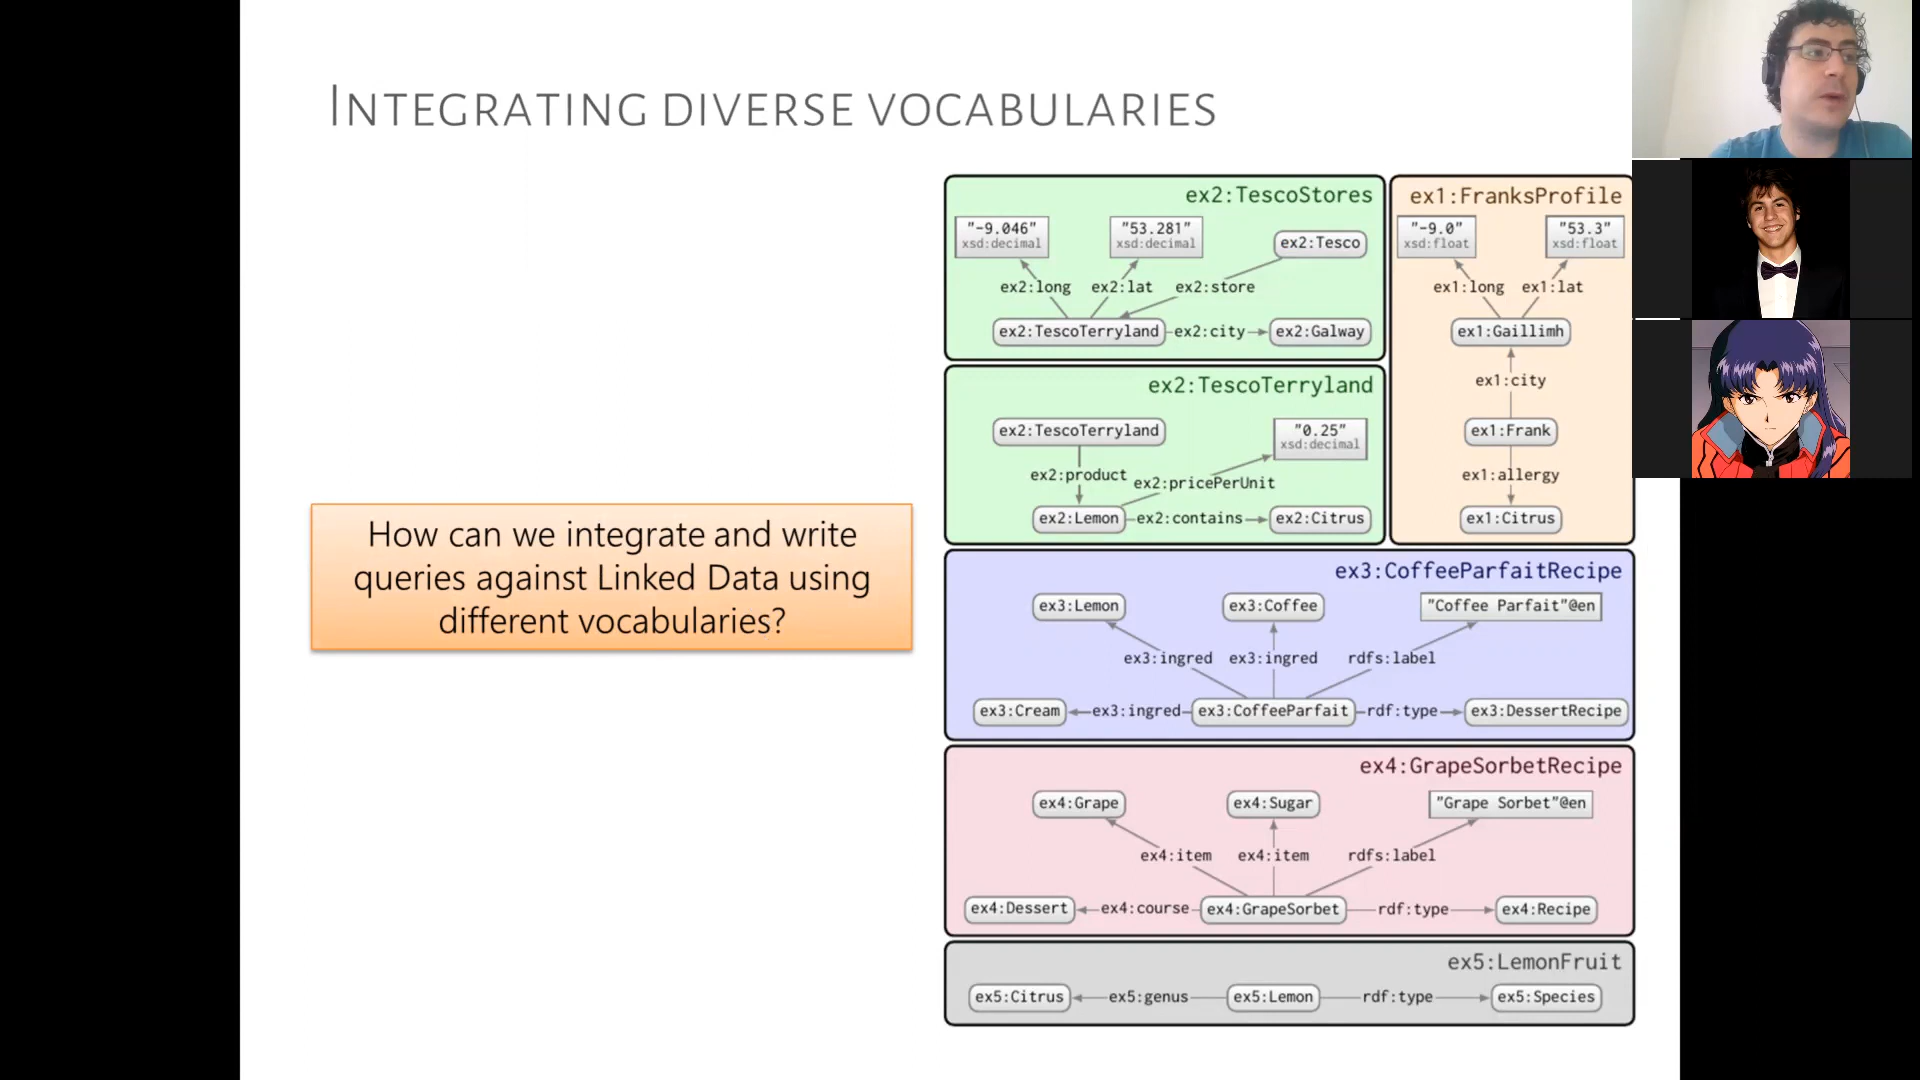 INTEGRATING DIVERSE VOCABULARIES
How can we integrate and write
queries against Linked Data using
different vocabularies?
ex2:TescoStores
"-9.046"
xsd:decimal
"53.281"
xsd:decimal
ex2:Tesco
ex2:long
ex2:lat
ex2:store
ex2:TescoTerryland
ex2:city
ex2:Galway
ex1:FranksProfile
"-9.0"
xsd:float
"53.3"
xsd:float
ex1:long
ex1:lat
ex1:Gaillimh
ex1:city
ex1:Frank
ex1:allergy
ex1:Citrus
ex2:TescoTerryland
ex2:TescoTerryland
"0.25"
xsd:decimal
ex2:product
ex2:pricePerUnit
ex2:Lemon
ex2:contains
ex2:Citrus
ex3:CoffeeParfaitRecipe
ex3:Lemon
ex3:Coffee
"Coffee Parfait"@en
ex3:ingred
ex3:ingred
rdfs:label
ex3:Cream
ex3:ingred
ex3:CoffeeParfait
rdf:type
ex3:DessertRecipe
ex4:GrapeSorbetRecipe
ex4:Grape
ex4:Sugar
"Grape Sorbet"@en
ex4:item
ex4:item
rdfs:label
ex4:Dessert
ex4:course
ex4:GrapeSorbet
rdf:type
ex4:Recipe
ex5:LemonFruit
ex5:Citrus
ex5:genus
ex5:Lemon
rdf:type
ex5:Species